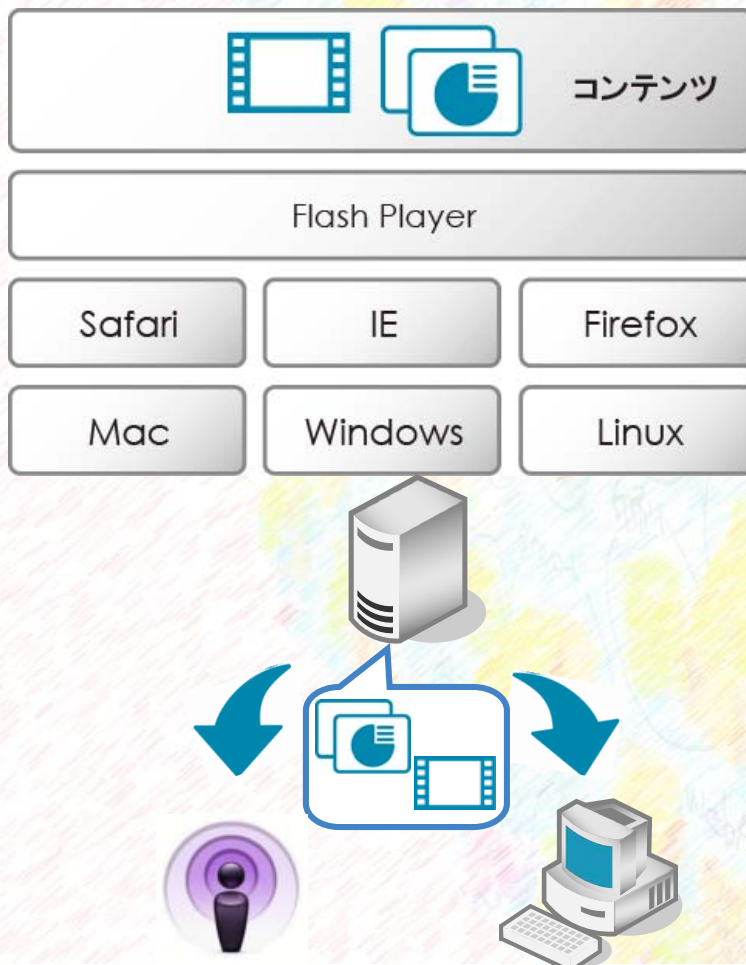 コンテンツ
Flash Player
Safari IE Firefox
Mac Windows Linux